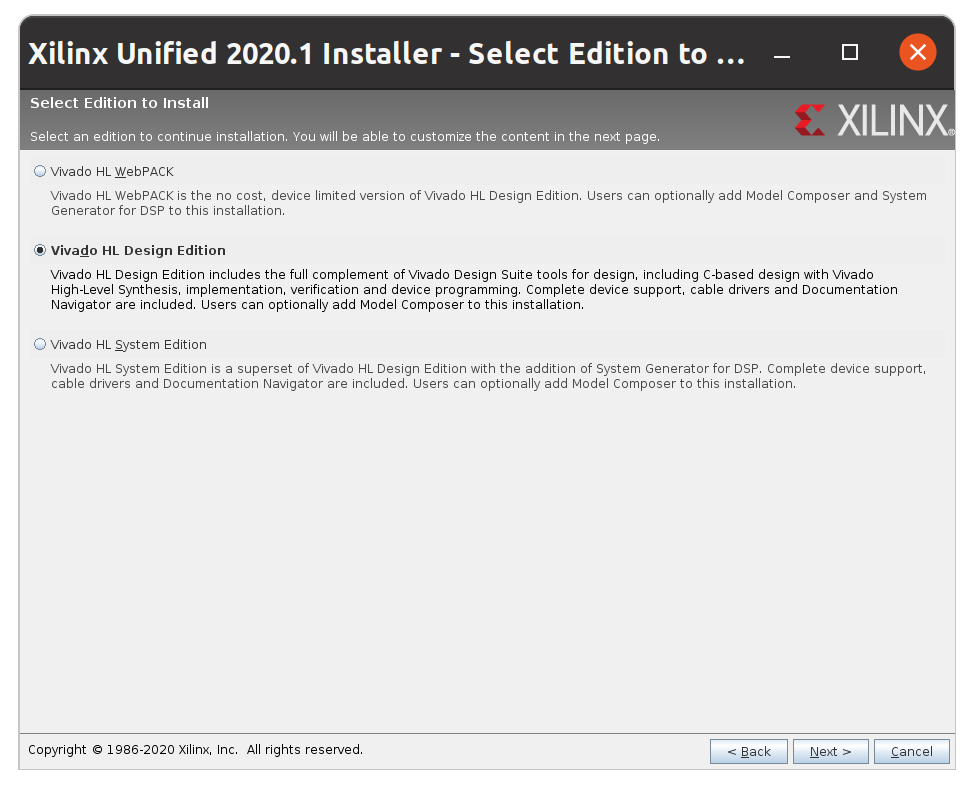 Xilinx Unified 2020.1 Installer - Select Edition to ...
Select Edition to Install
Select an edition to continue installation. You will be able to customize the content in the next page.
XILINX®
Vivado HL WebPACK
Vivado HL WebPACK is the no cost, device limited version of Vivado HL Design Edition. Users can optionally add Model Composer and System
Generator for DSP to this installation.
Vivado HL Design Edition
Vivado HL Design Edition includes the full complement of Vivado Design Suite tools for design, including C-based design with Vivado
High-Level Synthesis, implementation, verification and device programming. Complete device support, cable drivers and Documentation
Navigator are included. Users can optionally add Model Composer to this installation.
Vivado HL System Edition
Vivado HL System Edition is a superset of Vivado HL Design Edition with the addition of System Generator for DSP. Complete device support,
cable drivers and Documentation Navigator are included. Users can optionally add Model Composer to this installation.
Copyright © 1986-2020 Xilinx, Inc.  All rights reserved.
< Back
Next >
Cancel